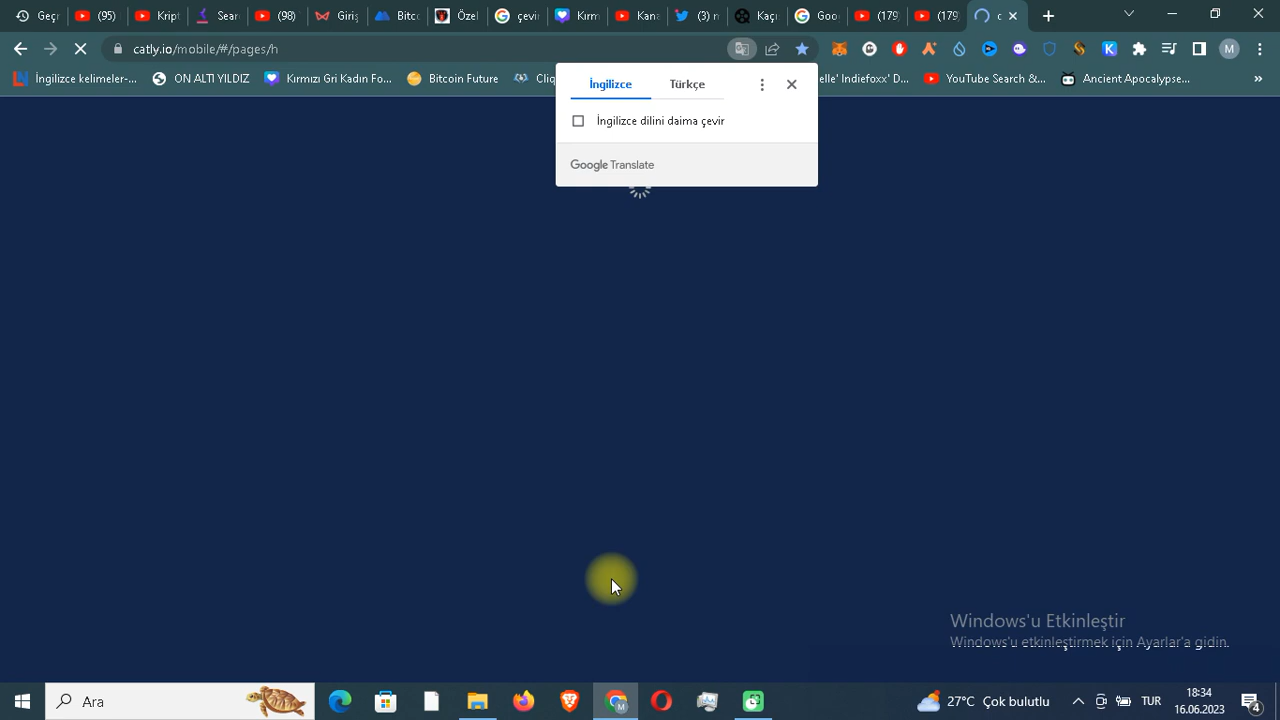 Geçr
(85)
Kript
Sear
(98)
Giriş
Bitcc
Özel
çevir
Kırm
Kana
(3) n
Kaçı
Goo
(179
(179
c
catly.io/mobile/#/pages/h
M
İngilizce kelimeler-...
ON ALTI YILDIZ
Kırmızı Gri Kadın Fo...
Bitcoin Future
elle' Indiefoxx' D...
YouTube Search &...
Ancient Apocalypse...
»
İngilizce
Türkçe
İngilizce dilini daima çevir
Google Translate
Windows'u Etkinleştir
Windows'u etkinleştirmek için Ayarlar'a gidin.
Ara
M
27°C Çok bulutlu
TUR
18:34
16.06.2023
4